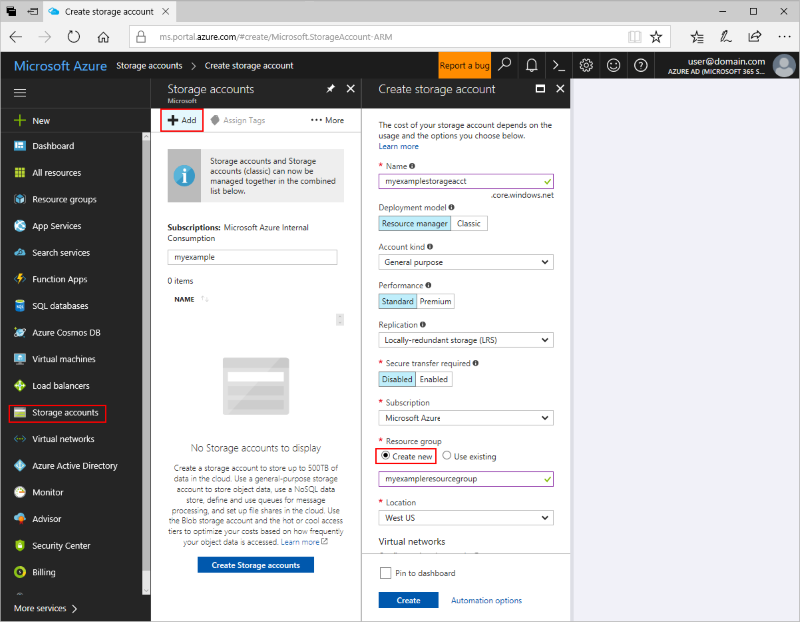 Create storage account
ms.portal.azure.com/#create/Microsoft.StorageAccount-ARM
Microsoft Azure Storage accounts > Create storage account
Report a bug
user@domain.com
AZURE AD (MICROSOFT 365 S...
New
Dashboard
All resources
Resource groups
App Services
Search services
Function Apps
SQL databases
Azure Cosmos DB
Virtual machines
Load balancers
Storage accounts
Virtual networks
Azure Active Directory
Monitor
Advisor
Security Center
Billing
More services >
Storage accounts
Microsoft
Add
Assign Tags
••• More
Storage accounts and Storage
accounts (classic) can now be
managed together in the combined
list below.
Subscriptions: Microsoft Azure Internal
Consumption
myexample
0 items
NAME
No Storage accounts to display
Create a storage account to store up to 500TB of
data in the cloud. Use a general-purpose storage
account to store object data, use a NoSQL data
store, define and use queues for message
processing, and set up file shares in the cloud. Use
the Blob storage account and the hot or cool access
tiers to optimize your costs based on how frequently
your object data is accessed. Learn more
Create Storage accounts
Create storage account
The cost of your storage account depends on the
usage and the options you choose below.
Learn more
* Name
myexamplestorageacct
.core.windows.net
Deployment model
Resource manager Classic
Account kind
General purpose
Performance
Standard Premium
Replication
Locally-redundant storage (LRS)
* Secure transfer required
Disabled Enabled
* Subscription
Microsoft Azure
* Resource group
Create new Use existing
myexampleresourcegroup
* Location
West US
Virtual networks
Pin to dashboard
Create
Automation options